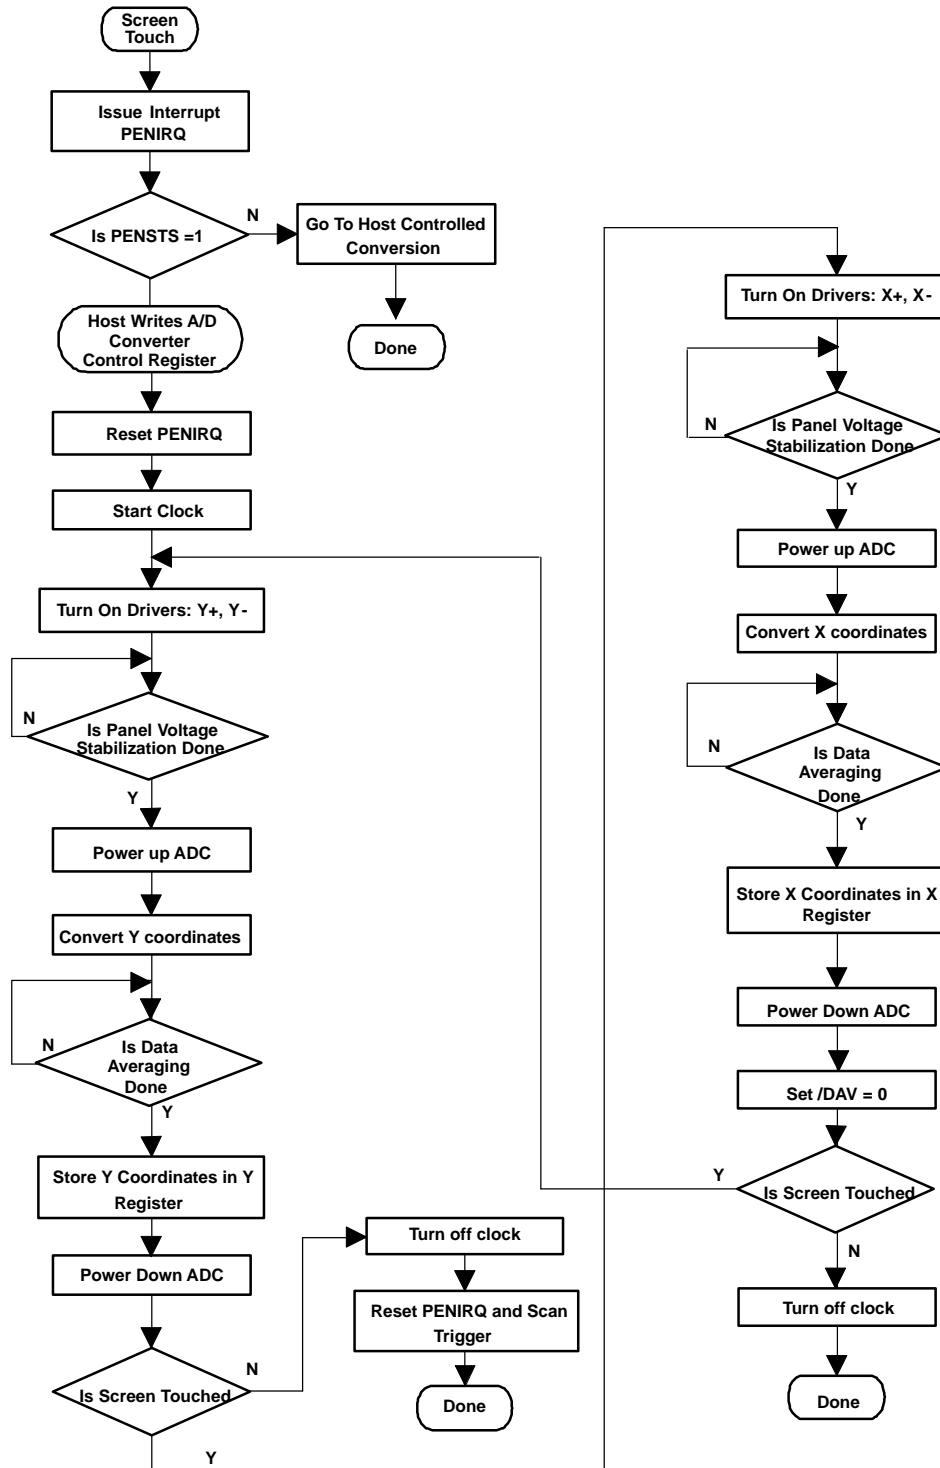 Screen
Touch
Issue Interrupt
PENIRQ
Is PENSTS =1
N
Go To Host Controlled
Conversion
Done
Host Writes A/D
Converter
Control Register
Reset PENIRQ
Start Clock
Turn On Drivers: Y+, Y-
N
Is Panel Voltage
Stabilization Done
Y
Power up ADC
Convert Y coordinates
N
Is Data
Averaging
Done
Y
Store Y Coordinates in Y
Register
Power Down ADC
Is Screen Touched
N
Y
Turn off clock
Reset PENIRQ and Scan
Trigger
Done
Turn On Drivers: X+, X-
N
Is Panel Voltage
Stabilization Done
Y
Power up ADC
Convert X coordinates
N
Is Data
Averaging
Done
Y
Store X Coordinates in X
Register
Power Down ADC
Set /DAV = 0
Y
Is Screen Touched
N
Turn off clock
Done